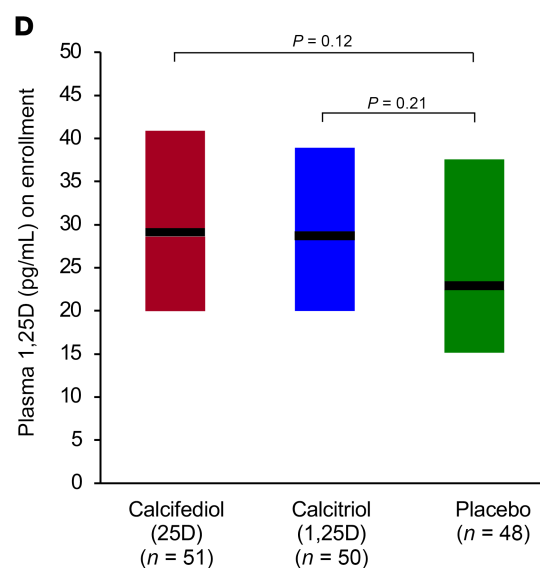 D
Plasma 1,25D (pg/mL) on enrollment
50
45
40
35
30
25
20
15
10
5
0
P = 0.12
P = 0.21
Calcifediol
(25D)
(n = 51)
Calcitriol
(1,25D)
(n = 50)
Placebo
(n = 48)